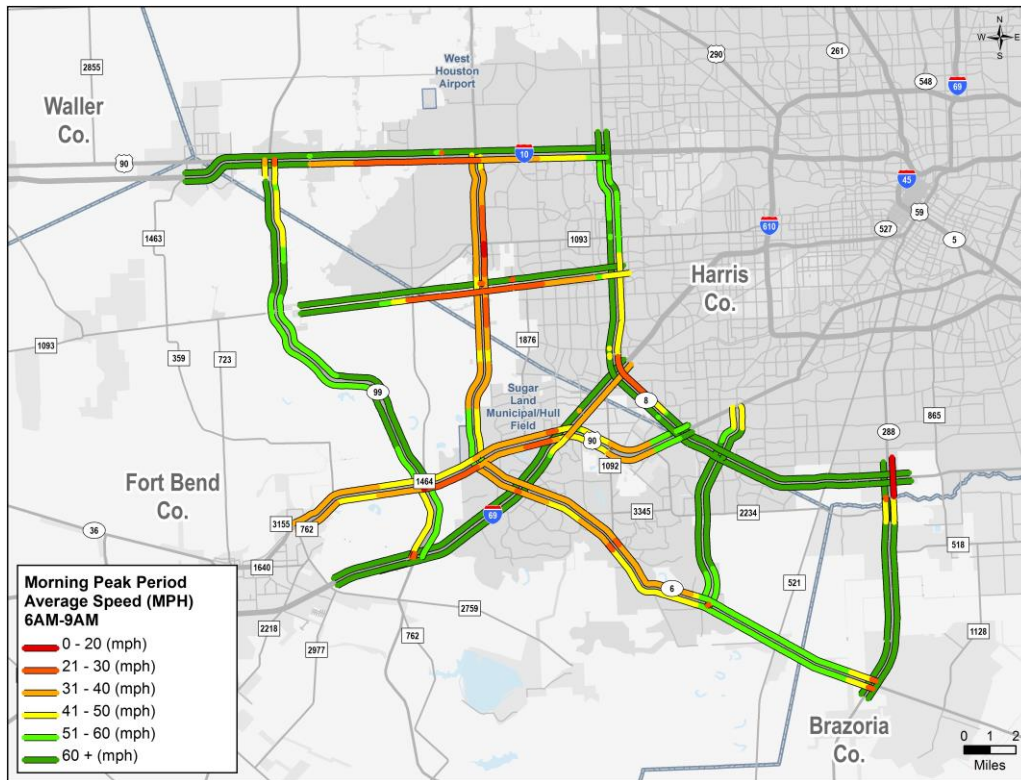 N
W E
S
261
290
548
69
2855
West
Houston
Airport
Waller
Co.
90
10
45
59
610
527
5
1463
1093
Harris
Co.
1093
359
723
1876
99
Sugar
Land
Municipal/Hull
Field
8
865
288
90
1092
1464
Fort Bend
Co.
3155
762
69
3345
2234
36
518
1640
521
6
2759
2218
762
1128
2977
Brazoria
Co.
Morning Peak Period
Average Speed (MPH)
6AM-9AM
0 - 20 (mph)
21 - 30 (mph)
31 - 40 (mph)
41 - 50 (mph)
51 - 60 (mph)
60 + (mph)
0 1 2
Miles